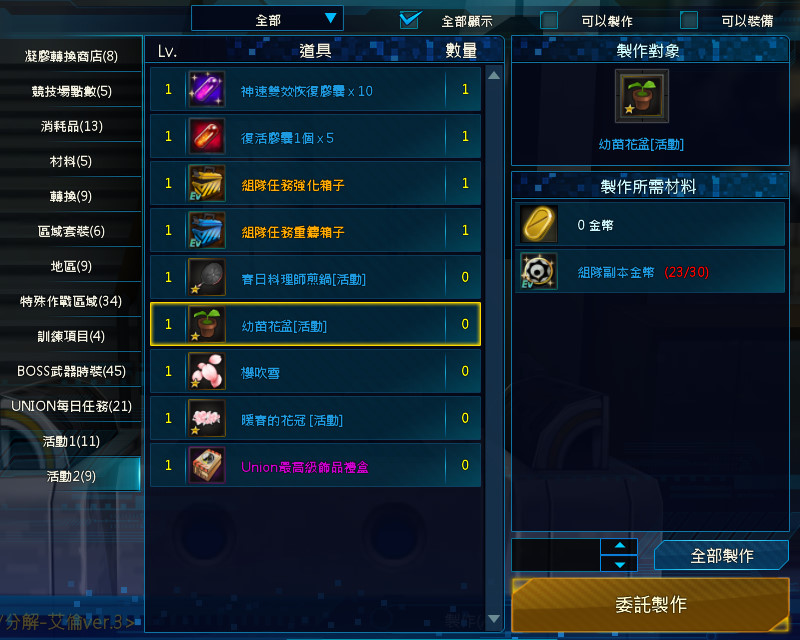 全部
全部顯示
可以製作
可以裝備
凝膠轉換商店(8)
競技場點數(5)
消耗品(13)
材料(5)
轉換(9)
區域套裝(6)
地區(9)
特殊作戰區域(34)
訓練項目(4)
BOSS武器時裝(45)
UNION每日任務(21)
活動1(11)
活動2(9)
Lv. 道具 數量
1 神速雙效恢復膠囊 x 10 1
1 復活膠囊1個 x 5 1
1 組隊任務強化箱子 1
1 組隊任務重鑄箱子 1
1 春日料理師煎鍋[活動] 0
1 幼苗花盆[活動] 0
1 櫻吹雪 0
1 暖春的花冠 [活動] 0
1 Union最高級飾品禮盒 0
製作對象
幼苗花盆[活動]
製作所需材料
0 金幣
組隊副本金幣 (23/30)
全部製作
委託製作
/分解-艾倫ver.3>